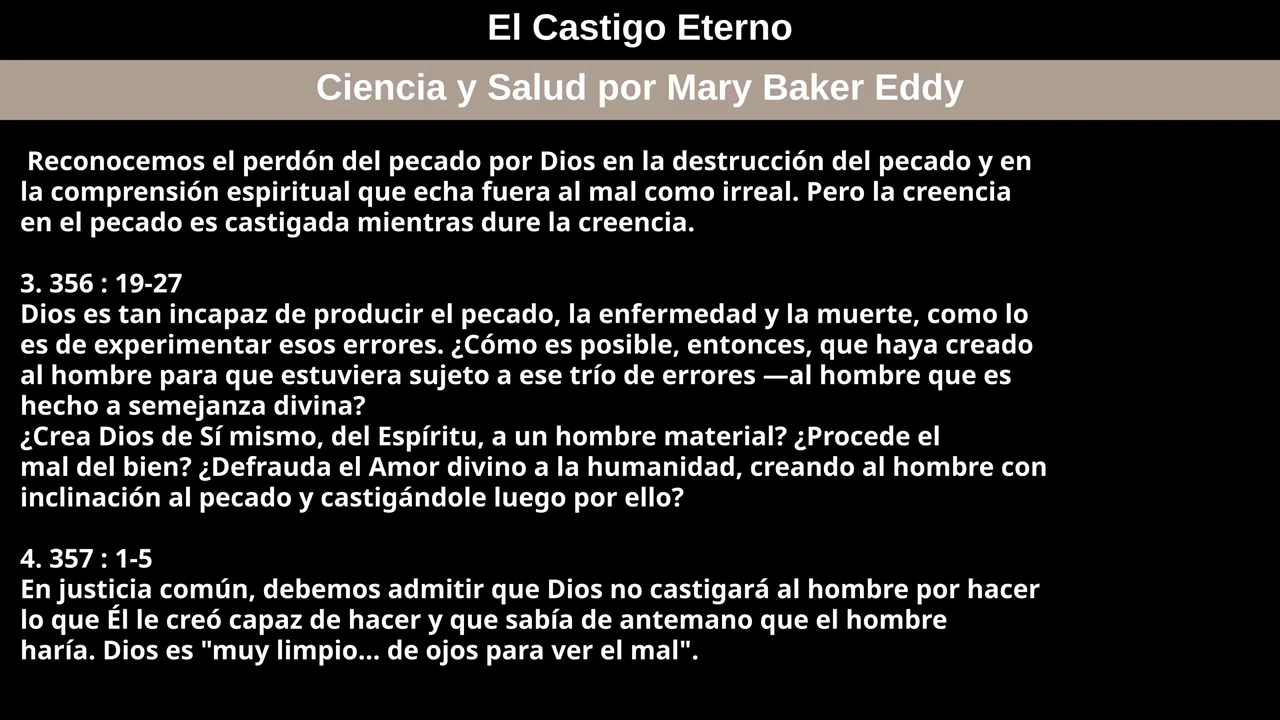 El Castigo Eterno
Ciencia y Salud por Mary Baker Eddy
Reconocemos el perdón del pecado por Dios en la destrucción del pecado y en
la comprensión espiritual que echa fuera al mal como irreal. Pero la creencia
en el pecado es castigada mientras dure la creencia.
3. 356 : 19-27
Dios es tan incapaz de producir el pecado, la enfermedad y la muerte, como lo
es de experimentar esos errores. ¿Cómo es posible, entonces, que haya creado
al hombre para que estuviera sujeto a ese trío de errores —al hombre que es
hecho a semejanza divina?
¿Crea Dios de Sí mismo, del Espíritu, a un hombre material? ¿Procede el
mal del bien? ¿Defrauda el Amor divino a la humanidad, creando al hombre con
inclinación al pecado y castigándole luego por ello?
4. 357 : 1-5
En justicia común, debemos admitir que Dios no castigará al hombre por hacer
lo que Él le creó capaz de hacer y que sabía de antemano que el hombre
haría. Dios es "muy limpio... de ojos para ver el mal".